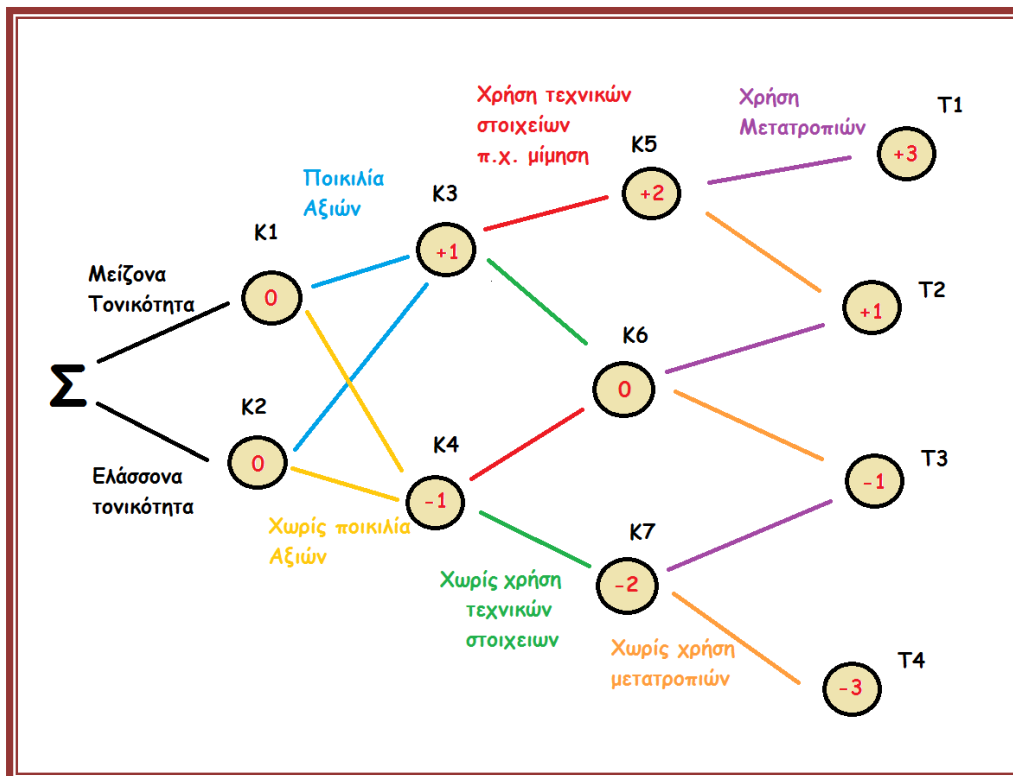 Χρήση τεχνικών
στοιχείων
π.χ. μίμηση
Χρήση
Μετατροπιών
T1
+3
K5
+2
Ποικιλία
Αξιών
K3
+1
K1
0
Μείζονα
Τονικότητα
T2
+1
K6
0
Σ
K2
0
K4
-1
T3
-1
Ελάσσονα
τονικότητα
Χωρίς ποικιλία
Αξιών
K7
-2
Χωρίς χρήση
τεχνικών
στοιχειων
Χωρίς χρήση
μετατροπιών
T4
-3